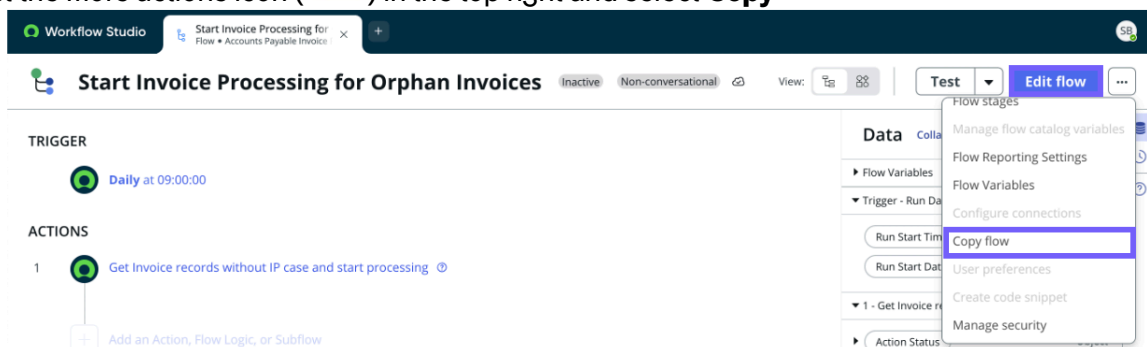 the More actions icon ( ) in the top right and select Copy
Workflow Studio
Start Invoice Processing for
Flow • Accounts Payable Invoice
SB
Start Invoice Processing for Orphan Invoices
Inactive
Non-conversational
View:
Test
Edit flow
Flow stages
TRIGGER
Data
Manage flow catalog variables
Daily at 09:00:00
Flow Variables
Flow Reporting Settings
Flow Variables
Trigger - Run
Configure connections
ACTIONS
Run Start
Copy flow
1 Get Invoice records without IP case and start processing
Run Start
User preferences
Create code snippet
1 - Get Invoice
Manage security
Add an Action, Flow Logic, or Subflow
Action Status